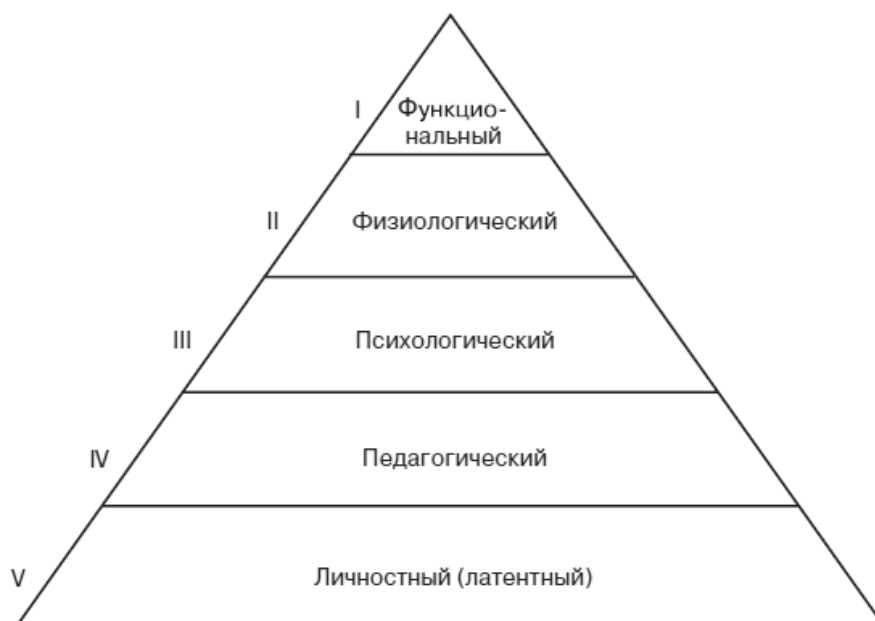 I
Функцио-
нальный
II
Физиологический
III
Психологический
IV
Педагогический
V
Личностный (латентный)